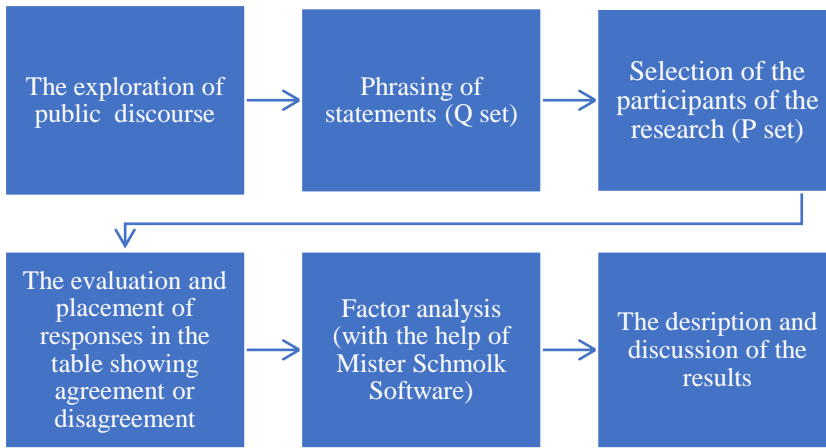 The exploration of
public discourse
Phrasing of
statements (Q set)
Selection of the
participants of the
research (P set)
The evaluation and
placement of
responses in the
table showing
agreement or
disagreement
Factor analysis
(with the help of
Mister Schmolk
Software)
The desription and
discussion of the
results